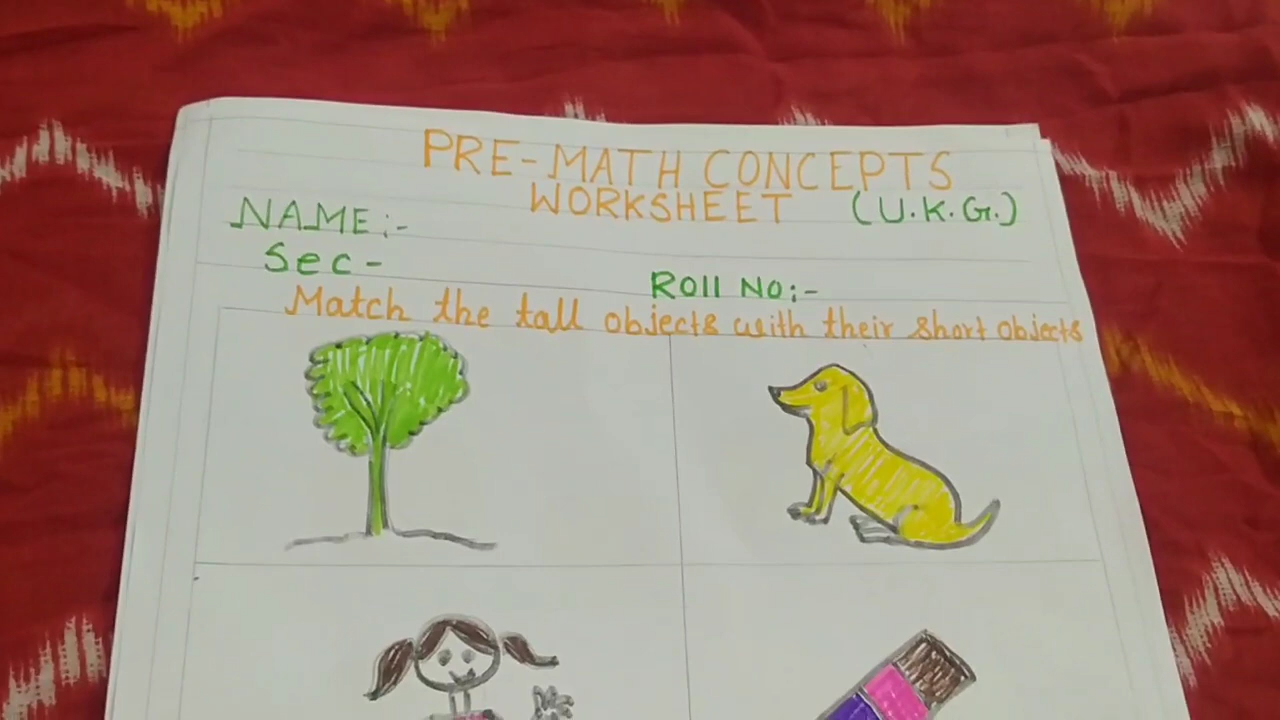 PRE-MATH CONCEPTS
WORKSHEET (U.K.G.)
NAME:-
Sec-
Roll No:-
Match the tall objects with their short objects